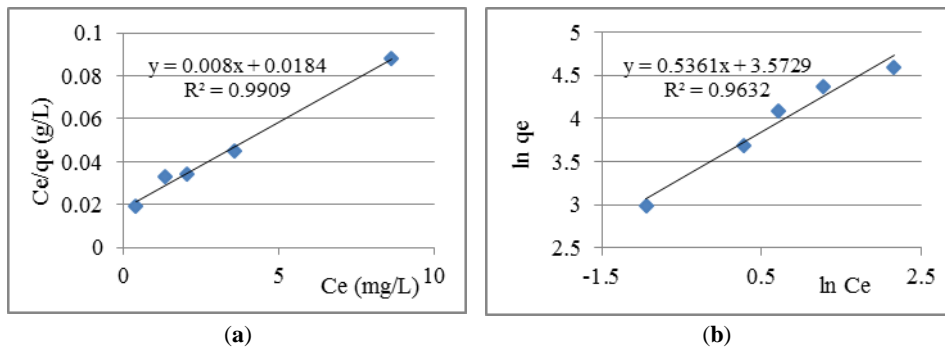 0.1
0.08
0.06
0.04
0.02
0
Ce/qe (g/L)
y = 0.008x + 0.0184
R² = 0.9909
0
5
10
Ce (mg/L)
(a)
5
4.5
4
3.5
3
2.5
ln qe
y = 0.5361x + 3.5729
R² = 0.9632
-1.5
0.5
2.5
ln Ce
(b)